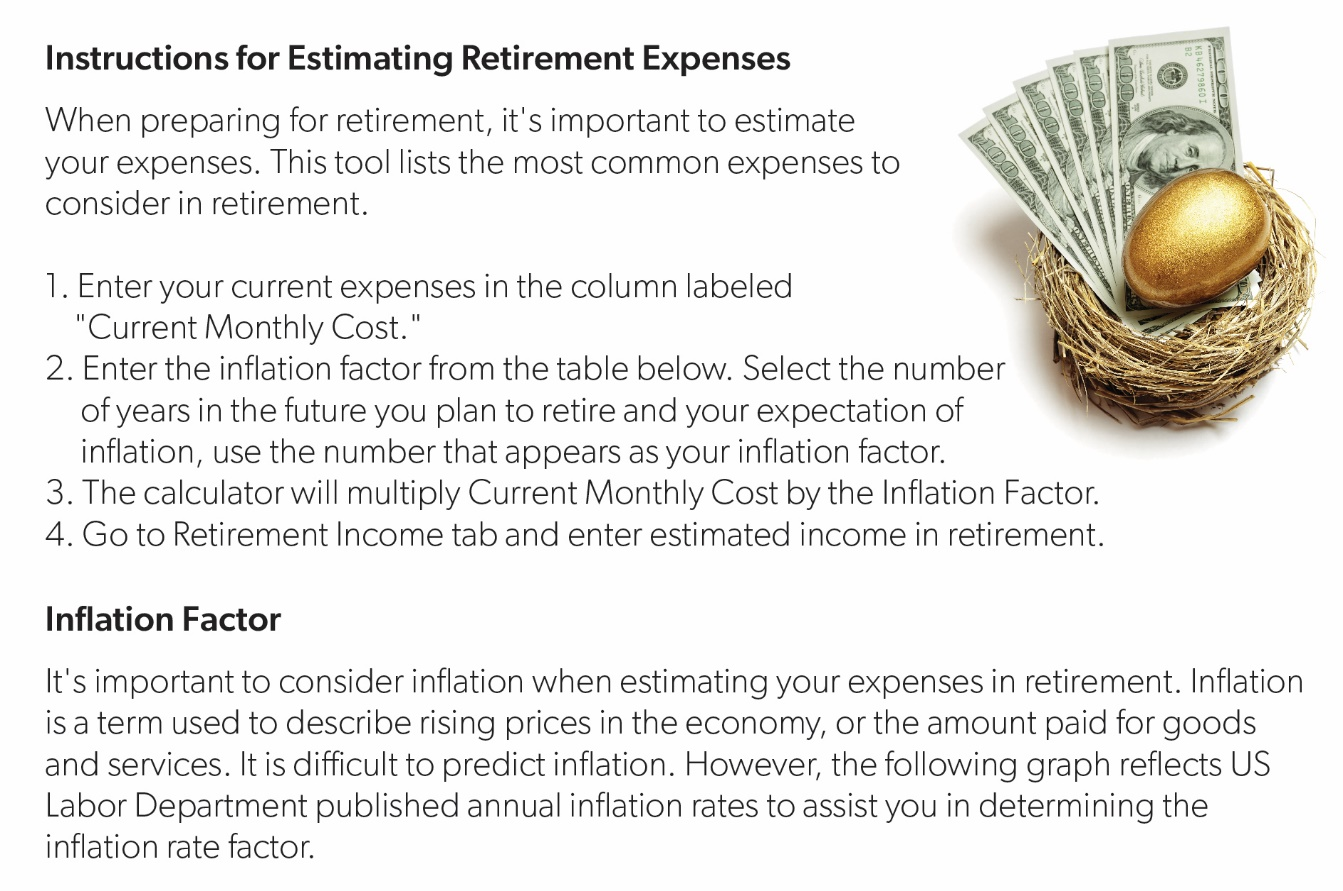 Instructions for Estimating Retirement Expenses
When preparing for retirement, it's important to estimate
your expenses. This tool lists the most common expenses to
consider in retirement.
1. Enter your current expenses in the column labeled
"Current Monthly Cost."
2. Enter the inflation factor from the table below. Select the number
of years in the future you plan to retire and your expectation of
inflation, use the number that appears as your inflation factor.
3. The calculator will multiply Current Monthly Cost by the Inflation Factor.
4. Go to Retirement Income tab and enter estimated income in retirement.
Inflation Factor
It's important to consider inflation when estimating your expenses in retirement. Inflation
is a term used to describe rising prices in the economy, or the amount paid for goods
and services. It is difficult to predict inflation. However, the following graph reflects US
Labor Department published annual inflation rates to assist you in determining the
inflation rate factor.
100
100
100
100
100
100